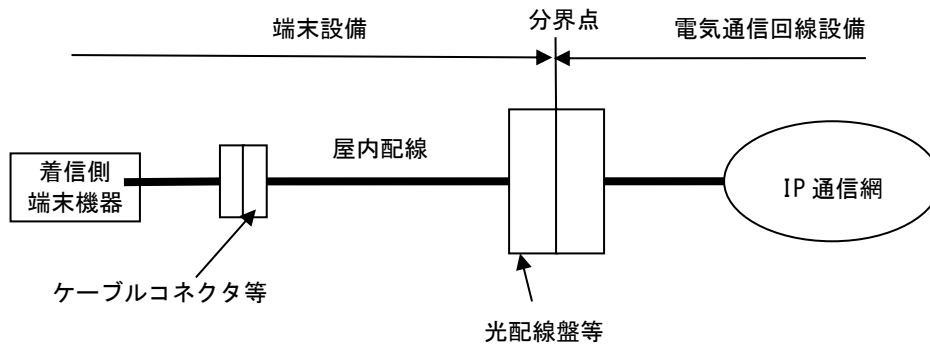 端末設備
分界点
電気通信回線設備
着信側
端末機器
屋内配線
IP 通信網
ケーブルコネクタ等
光配線盤等